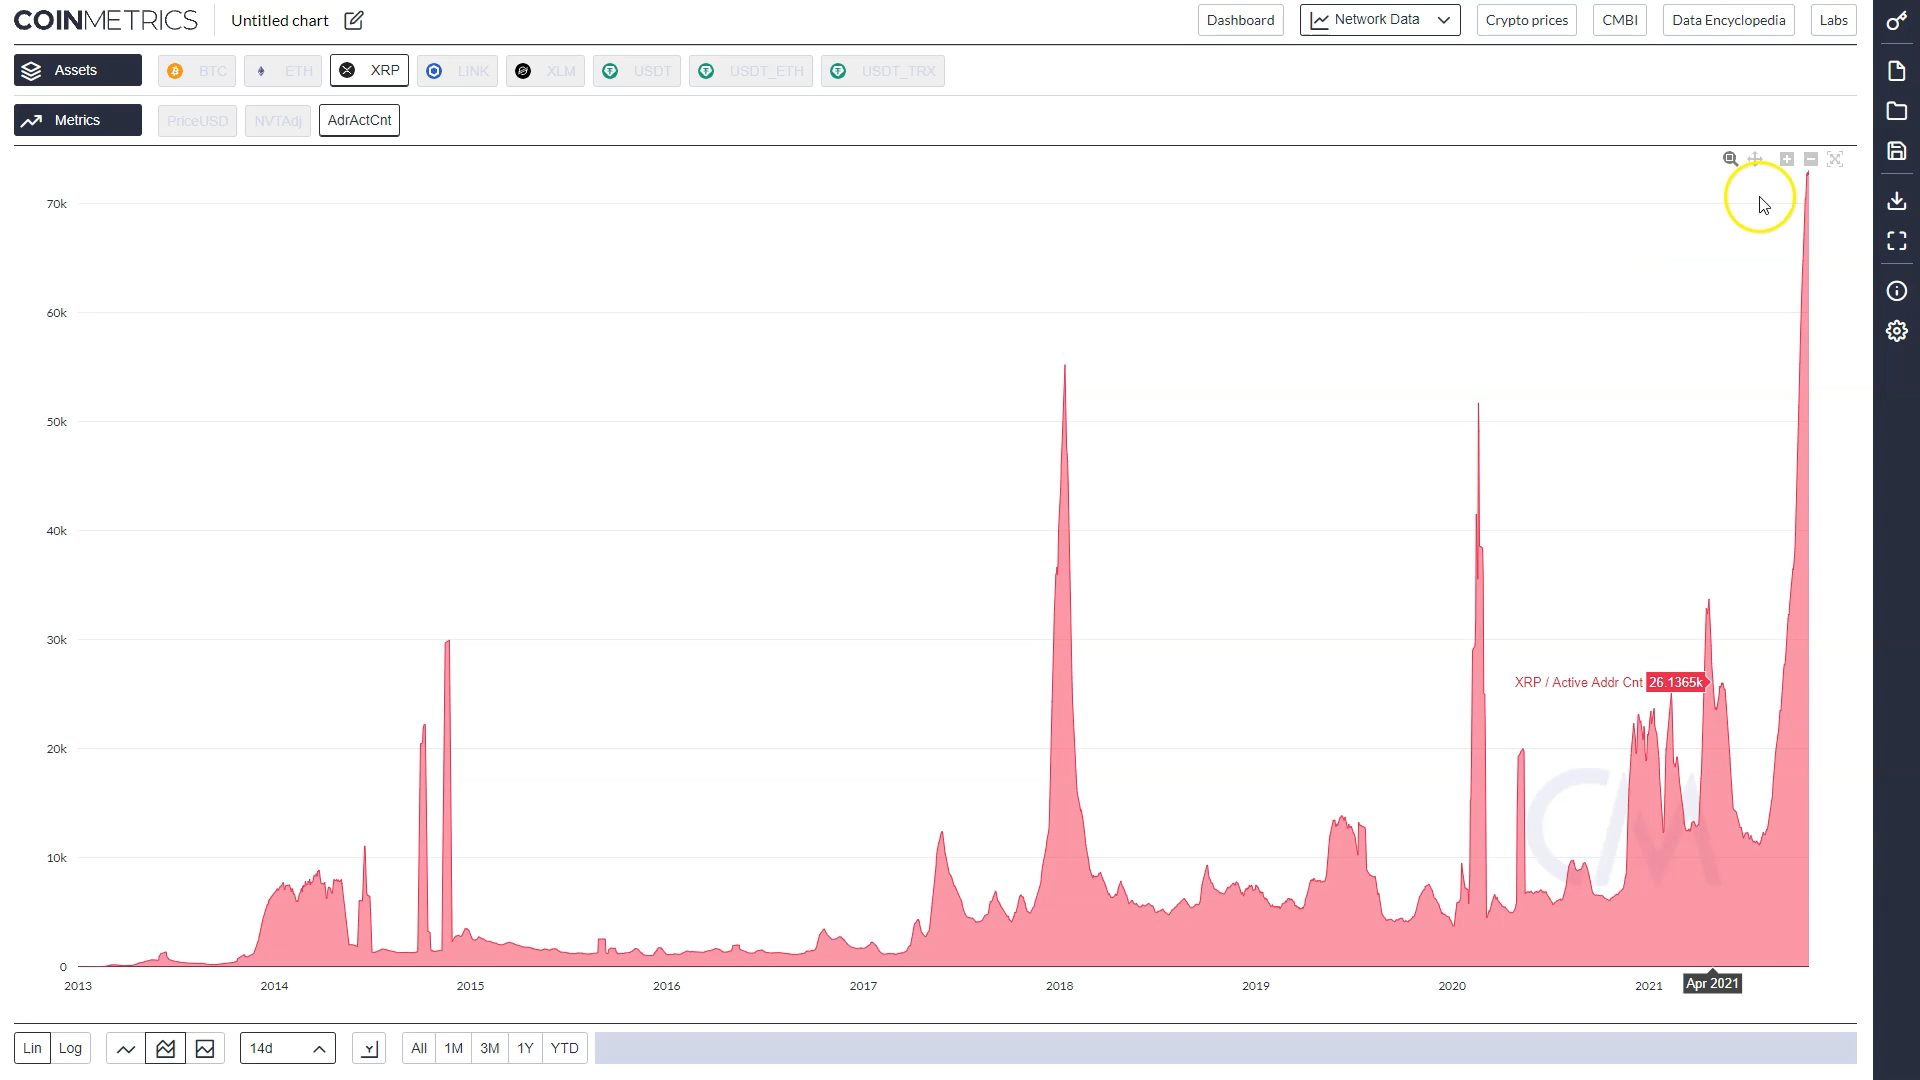 COINMETRICS Untitled chart Dashboard Network Data Crypto prices CMBI Data Encyclopedia Labs
Assets BTC ETH XRP LINK XLM USDT USDT_ETH USDT_TRX
Metrics PriceUSD NVTAdj AdrActCnt
70k
60k
50k
40k
30k
XRP / Active Addr Cnt 26.1365k
20k
CM
10k
0
2013 2014 2015 2016 2017 2018 2019 2020 2021 Apr 2021
Lin Log 14d All 1M 3M 1Y YTD